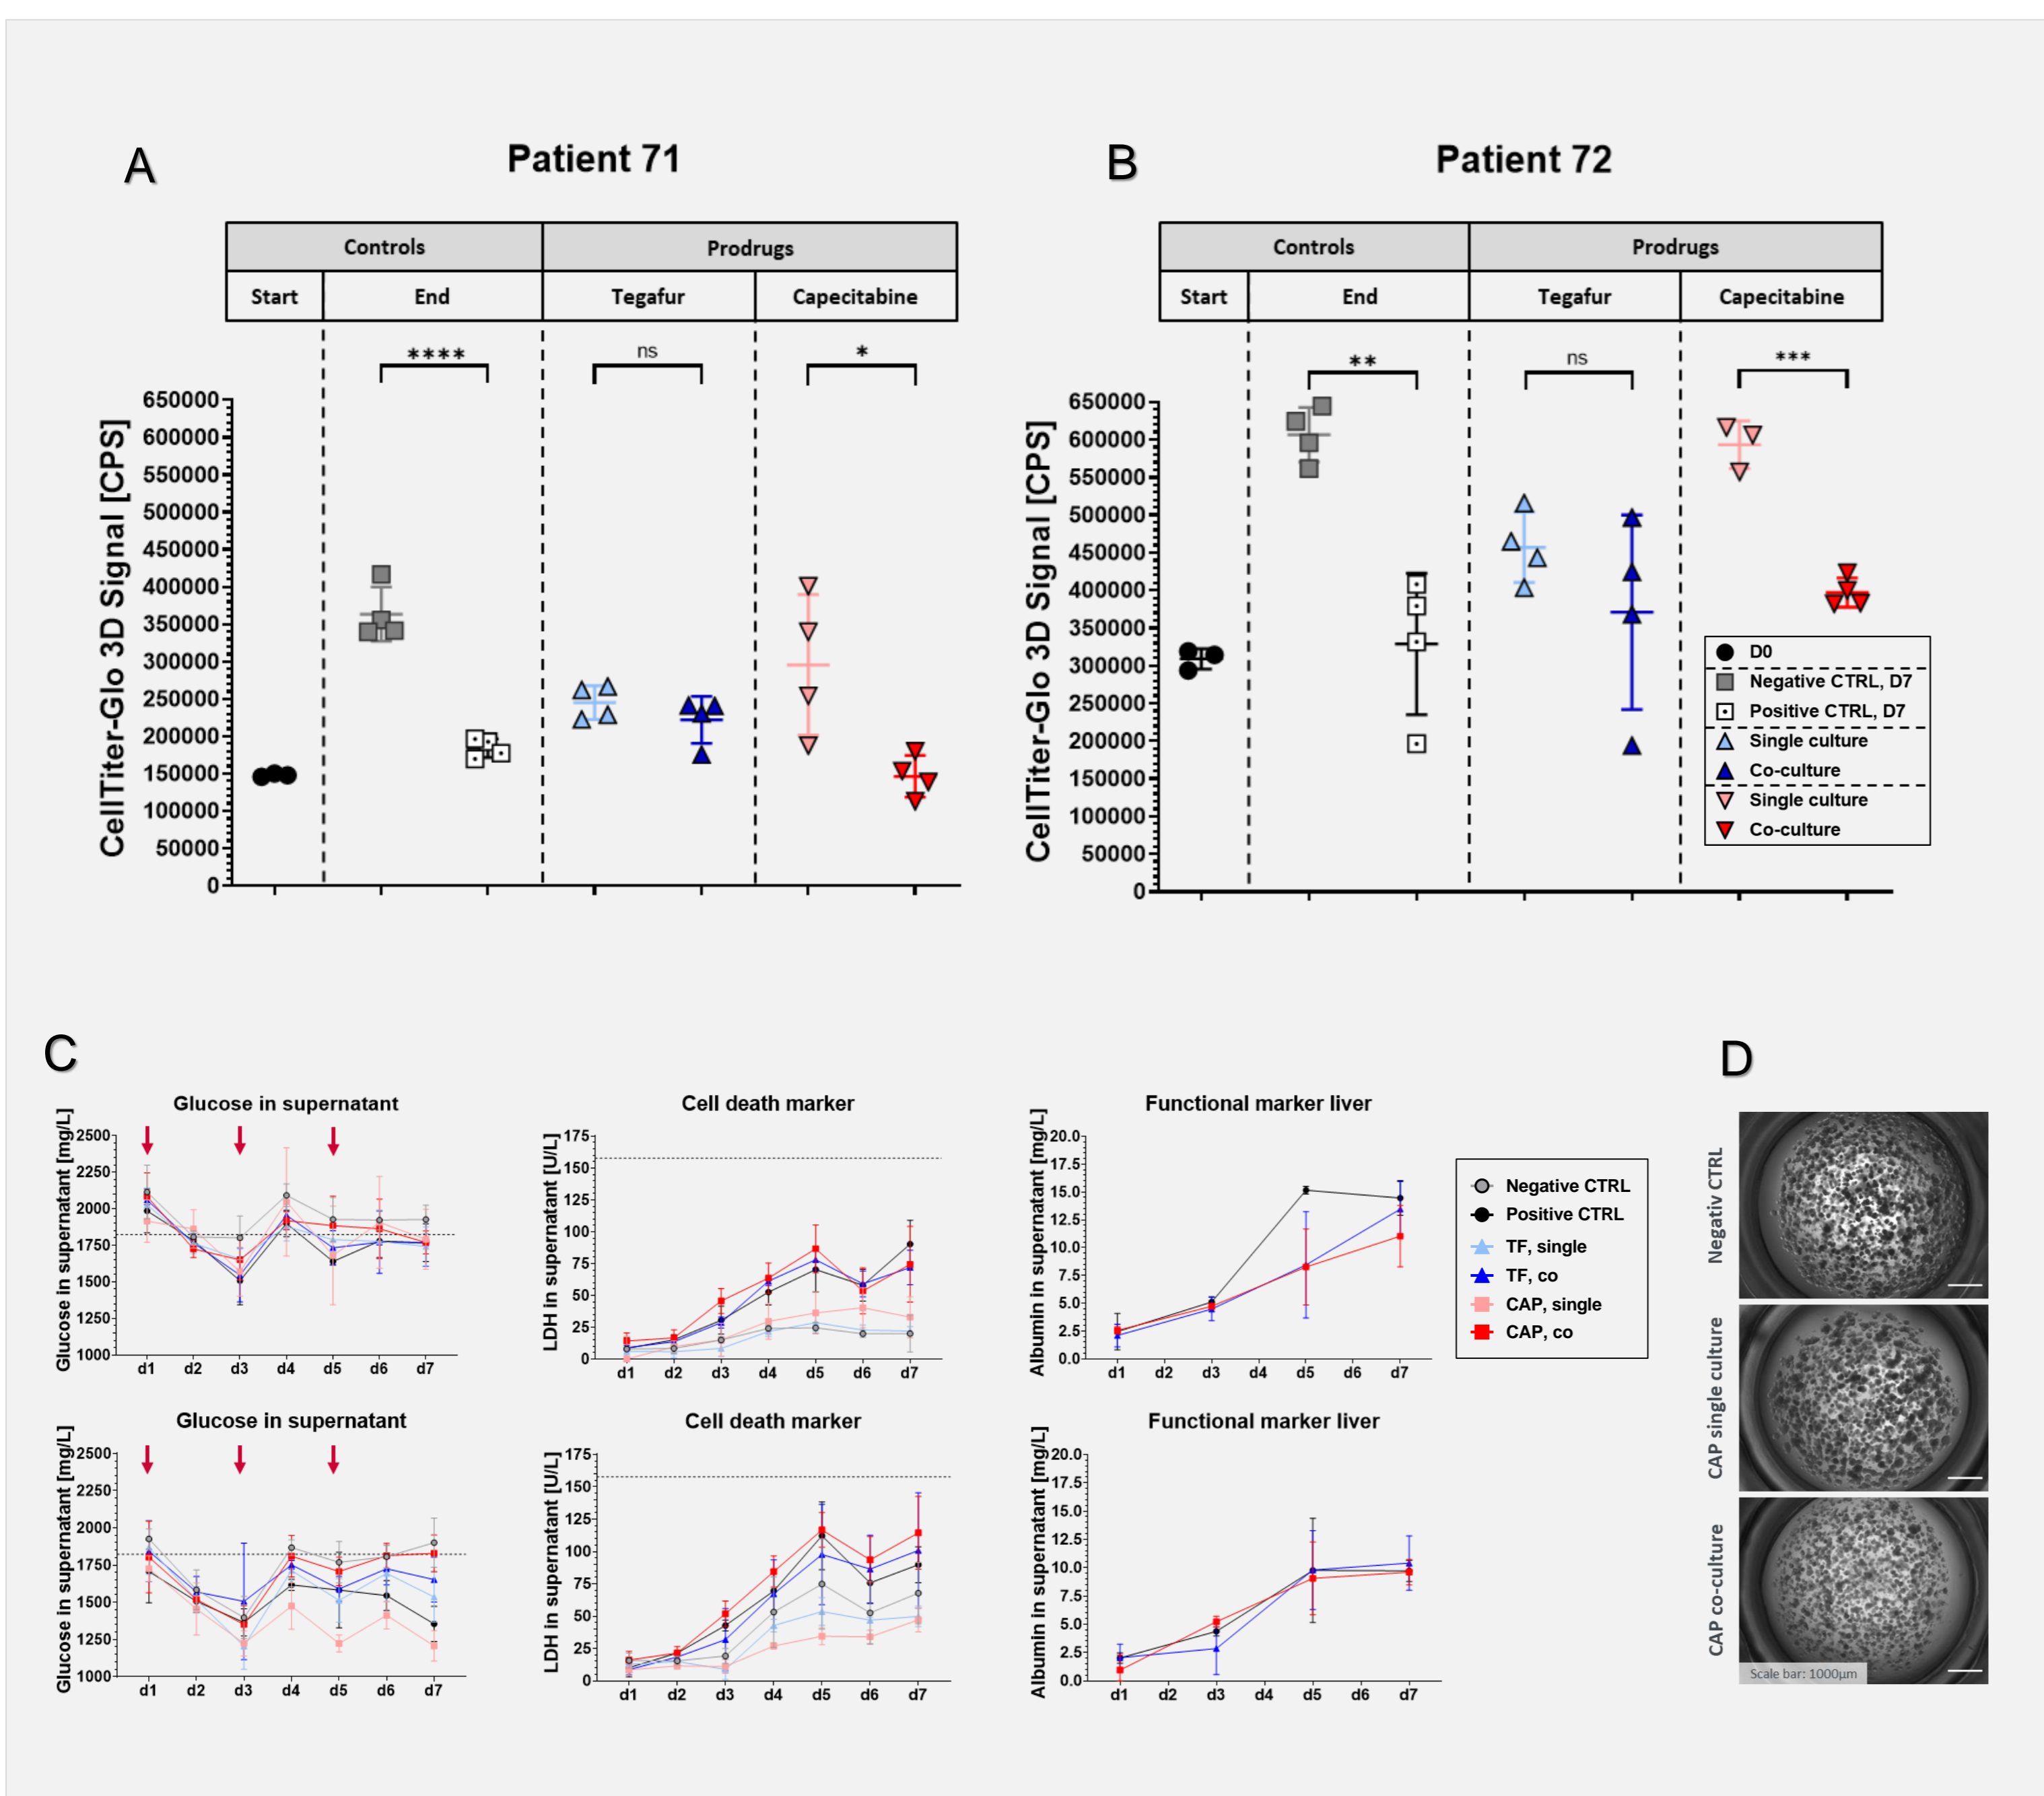 A
Patient 71
Controls
Prodrugs
Start
End
Tegafur
Capecitabine
****
ns
*
CellTiter-Glo 3D Signal [CPS]
650000
600000
550000
500000
450000
400000
350000
300000
250000
200000
150000
100000
50000
0
B
Patient 72
Controls
Prodrugs
Start
End
Tegafur
Capecitabine
**
ns
***
CellTiter-Glo 3D Signal [CPS]
650000
600000
550000
500000
450000
400000
350000
300000
250000
200000
150000
100000
50000
0
D0
Negative CTRL, D7
Positive CTRL, D7
Single culture
Co-culture
Single culture
Co-culture
C
Glucose in supernatant
Glucose in supernatant [mg/L]
2500
2250
2000
1750
1500
1250
1000
d1 d2 d3 d4 d5 d6 d7
Cell death marker
LDH in supernatant [U/L]
175
150
125
100
75
50
25
0
d1 d2 d3 d4 d5 d6 d7
Functional marker liver
Albumin in supernatant [mg/L]
20.0
17.5
15.0
12.5
10.0
7.5
5.0
2.5
0.0
d1 d2 d3 d4 d5 d6 d7
Negative CTRL
Positive CTRL
TF, single
TF, co
CAP, single
CAP, co
Glucose in supernatant
Glucose in supernatant [mg/L]
2500
2250
2000
1750
1500
1250
1000
d1 d2 d3 d4 d5 d6 d7
Cell death marker
LDH in supernatant [U/L]
175
150
125
100
75
50
25
0
d1 d2 d3 d4 d5 d6 d7
Functional marker liver
Albumin in supernatant [mg/L]
20.0
17.5
15.0
12.5
10.0
7.5
5.0
2.5
0.0
d1 d2 d3 d4 d5 d6 d7
D
Negativ CTRL
CAP single culture
CAP co-culture
Scale bar: 1000µm